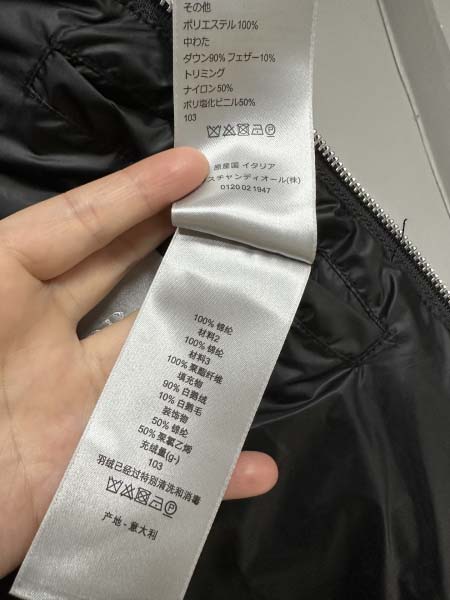 その他
ポリエステル100%
中わた
ダウン90% フェザー10%
トリミング
ナイロン50%
ポリ塩化ビニル50%
103
原産国 イタリア
スチャンディオール(株)
0120 02 1947
100% 锦纶
材料2
100% 锦纶
材料3
100% 聚酯纤维
填充物
90% 白鹅绒
10% 白鹅毛
装饰物
50% 锦纶
50% 聚氯乙烯
充绒量(g-)
103
羽绒已经过特别清洗和消毒
产地 - 意大利